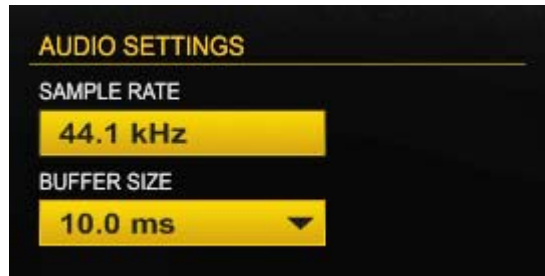 AUDIO SETTINGS
SAMPLE RATE
44.1 kHz
BUFFER SIZE
10.0 ms